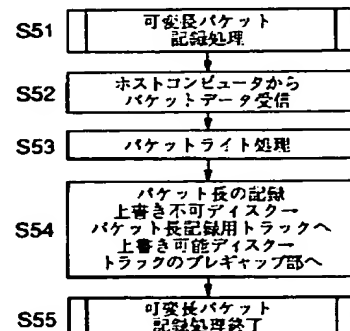 S51
可変長パケット
記録処理
S52
ホストコンピュータから
パケットデータ受信
S53
パケットライト処理
S54
パケット長の記録
上書き不可ディスクー
パケット長記録用トラックへ
上書き可能ディスクー
トラックのプレギャップ部へ
S55
可変長パケット
記録処理終了